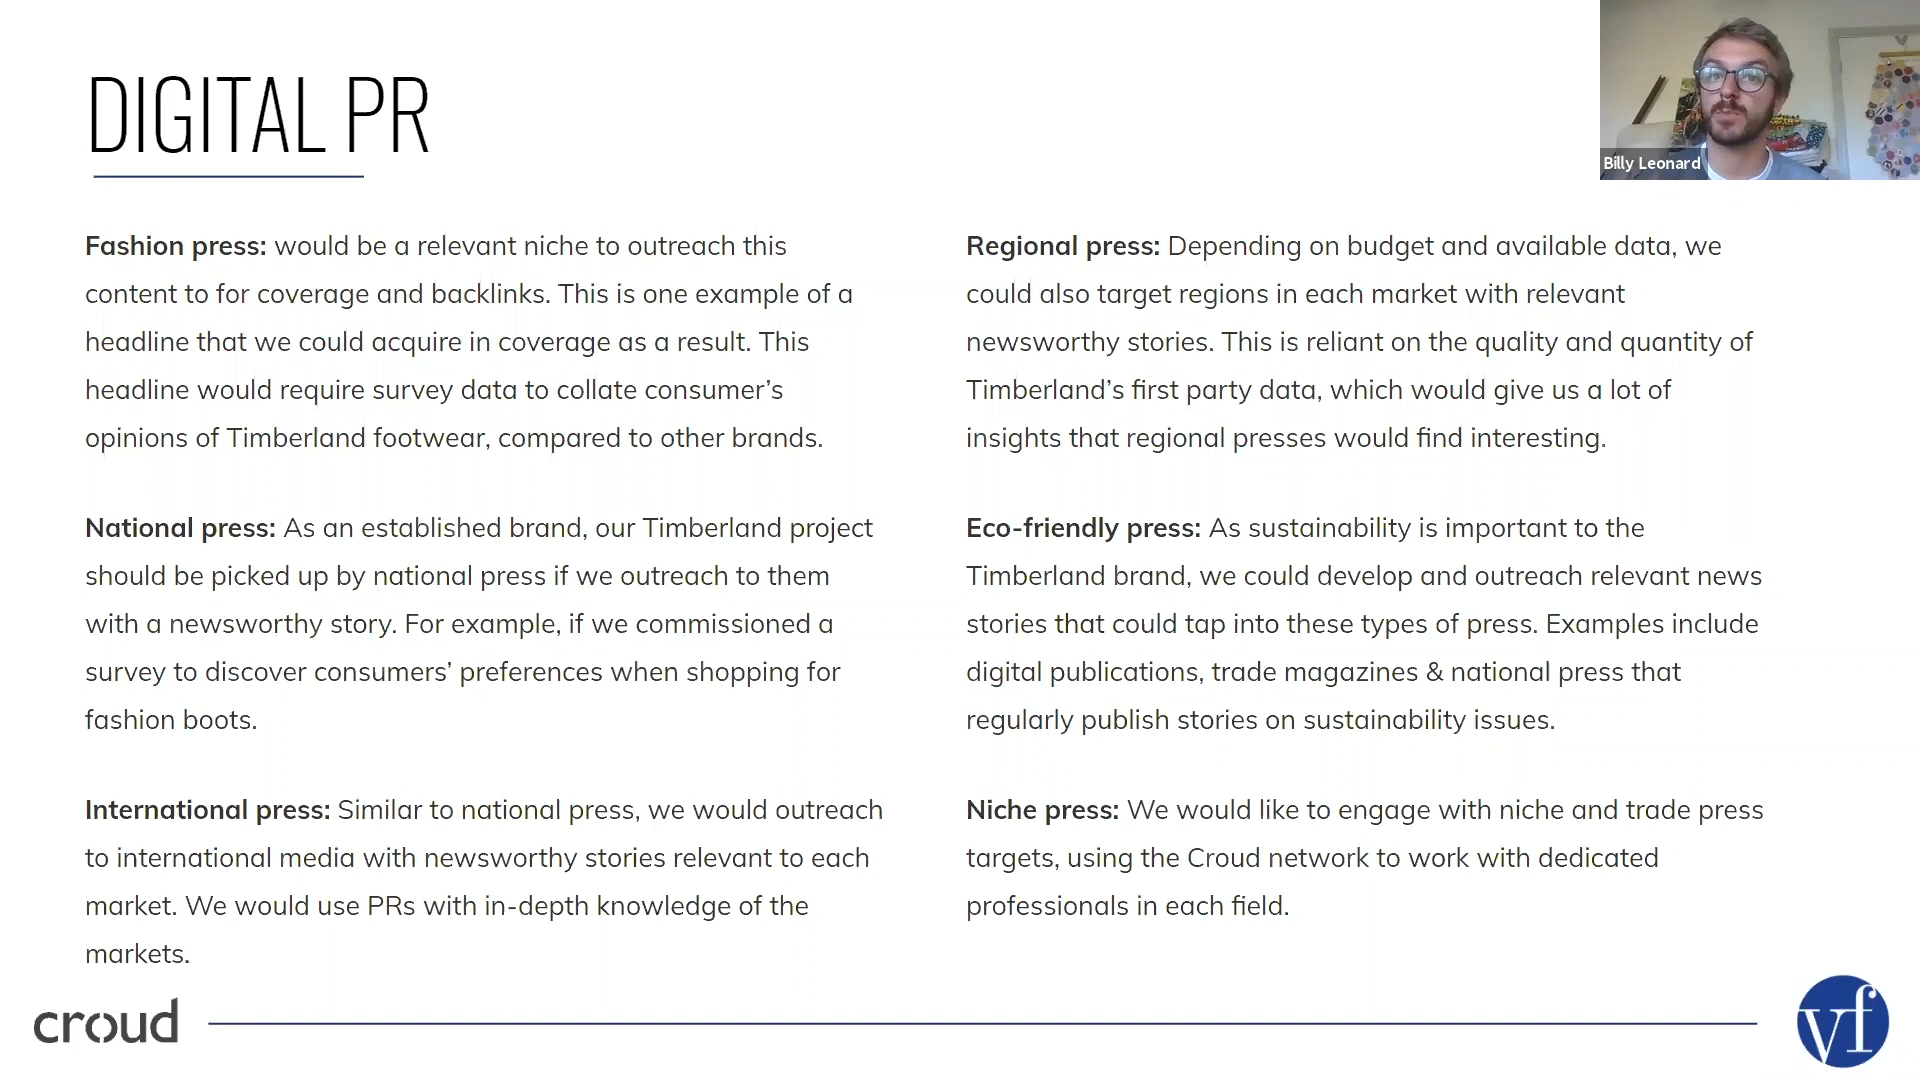 DIGITAL PR
Billy Leonard
Fashion press: would be a relevant niche to outreach this
content to for coverage and backlinks. This is one example of a
headline that we could acquire in coverage as a result. This
headline would require survey data to collate consumer’s
opinions of Timberland footwear, compared to other brands.
National press: As an established brand, our Timberland project
should be picked up by national press if we outreach to them
with a newsworthy story. For example, if we commissioned a
survey to discover consumers’ preferences when shopping for
fashion boots.
International press: Similar to national press, we would outreach
to international media with newsworthy stories relevant to each
market. We would use PRs with in-depth knowledge of the
markets.
Regional press: Depending on budget and available data, we
could also target regions in each market with relevant
newsworthy stories. This is reliant on the quality and quantity of
Timberland’s first party data, which would give us a lot of
insights that regional presses would find interesting.
Eco-friendly press: As sustainability is important to the
Timberland brand, we could develop and outreach relevant news
stories that could tap into these types of press. Examples include
digital publications, trade magazines & national press that
regularly publish stories on sustainability issues.
Niche press: We would like to engage with niche and trade press
targets, using the Croud network to work with dedicated
professionals in each field.
croud
vf